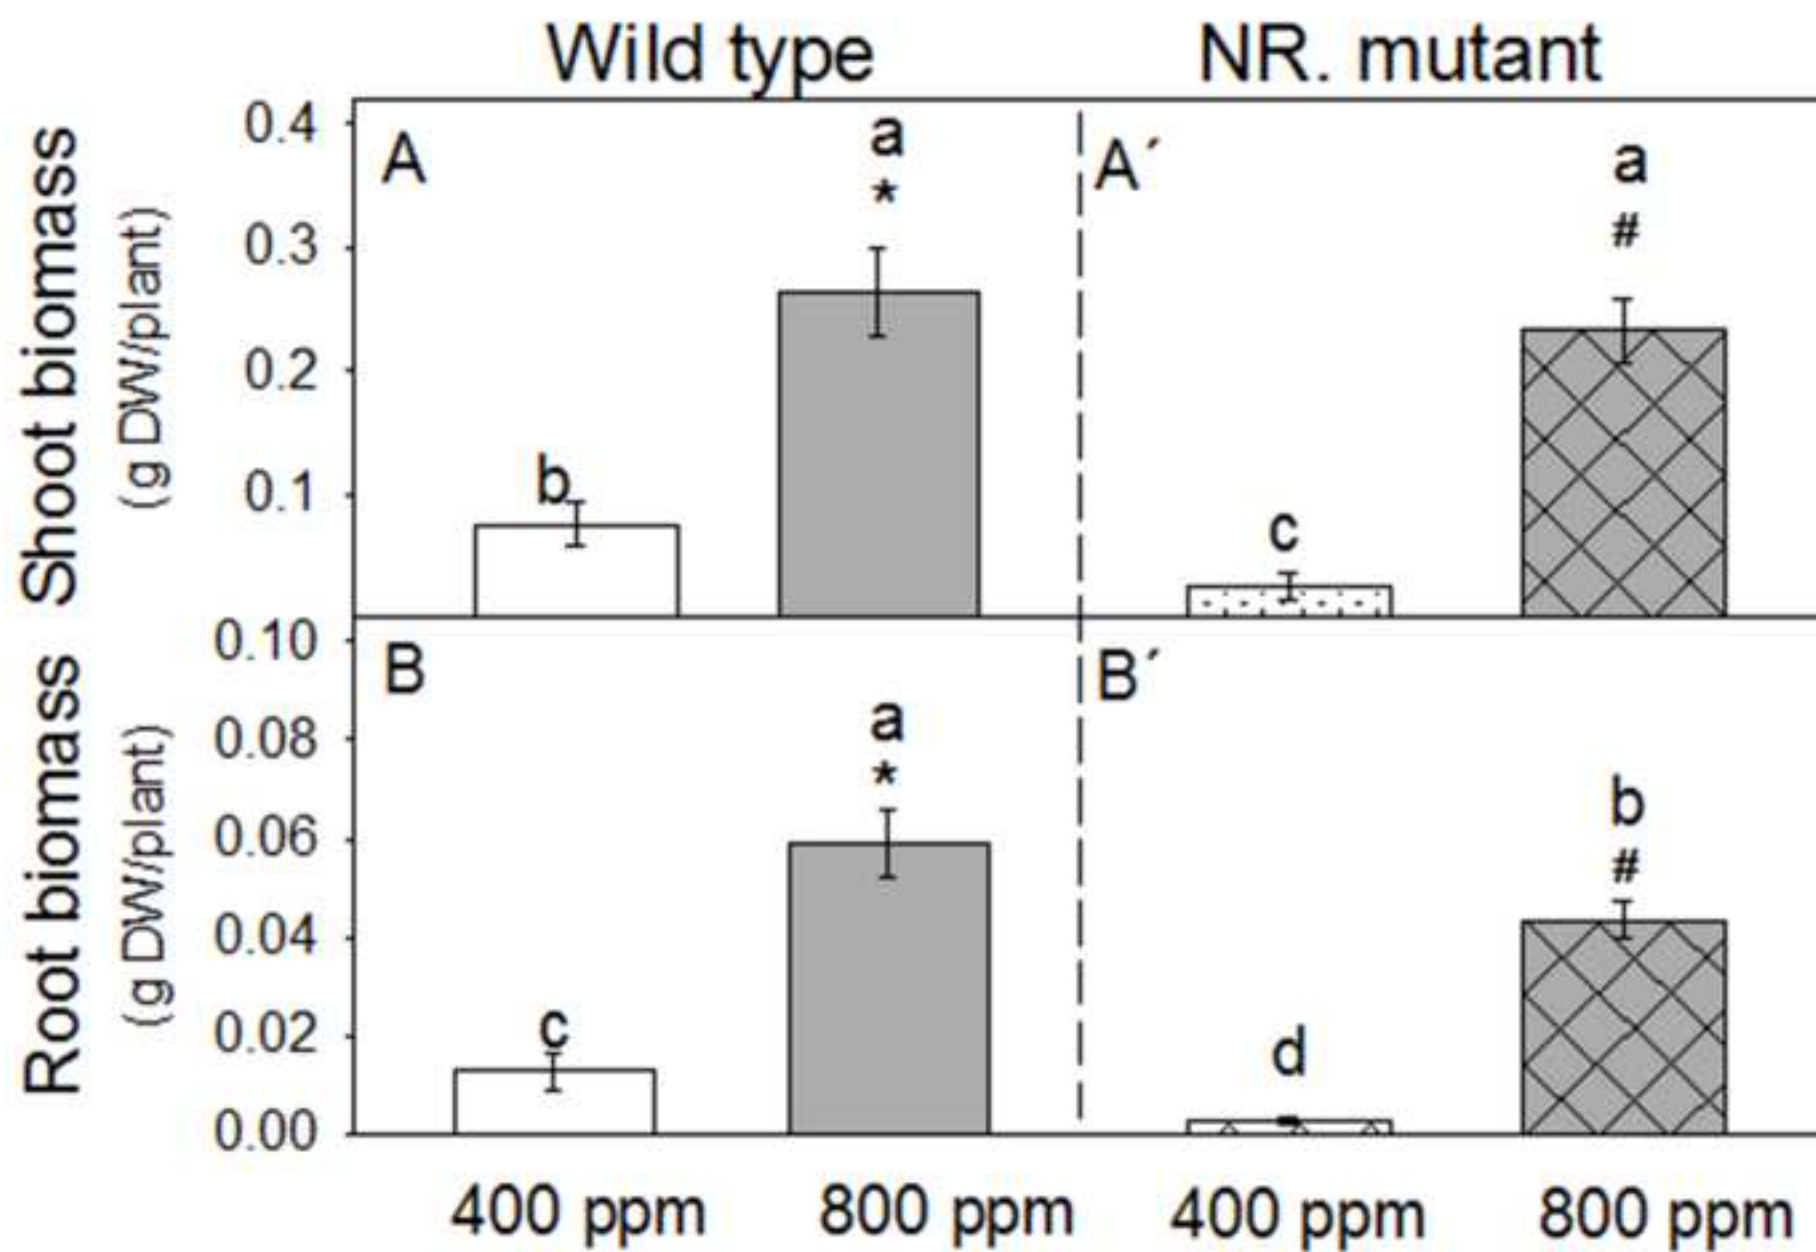 Wild type NR. mutant
Shoot biomass
(g DW/plant)
0.4
0.3
0.2
0.1
A
b
a
*
A´
c
a
#
Root biomass
(g DW/plant)
0.10
0.08
0.06
0.04
0.02
0.00
B
c
a
*
B´
d
b
#
400 ppm 800 ppm 400 ppm 800 ppm